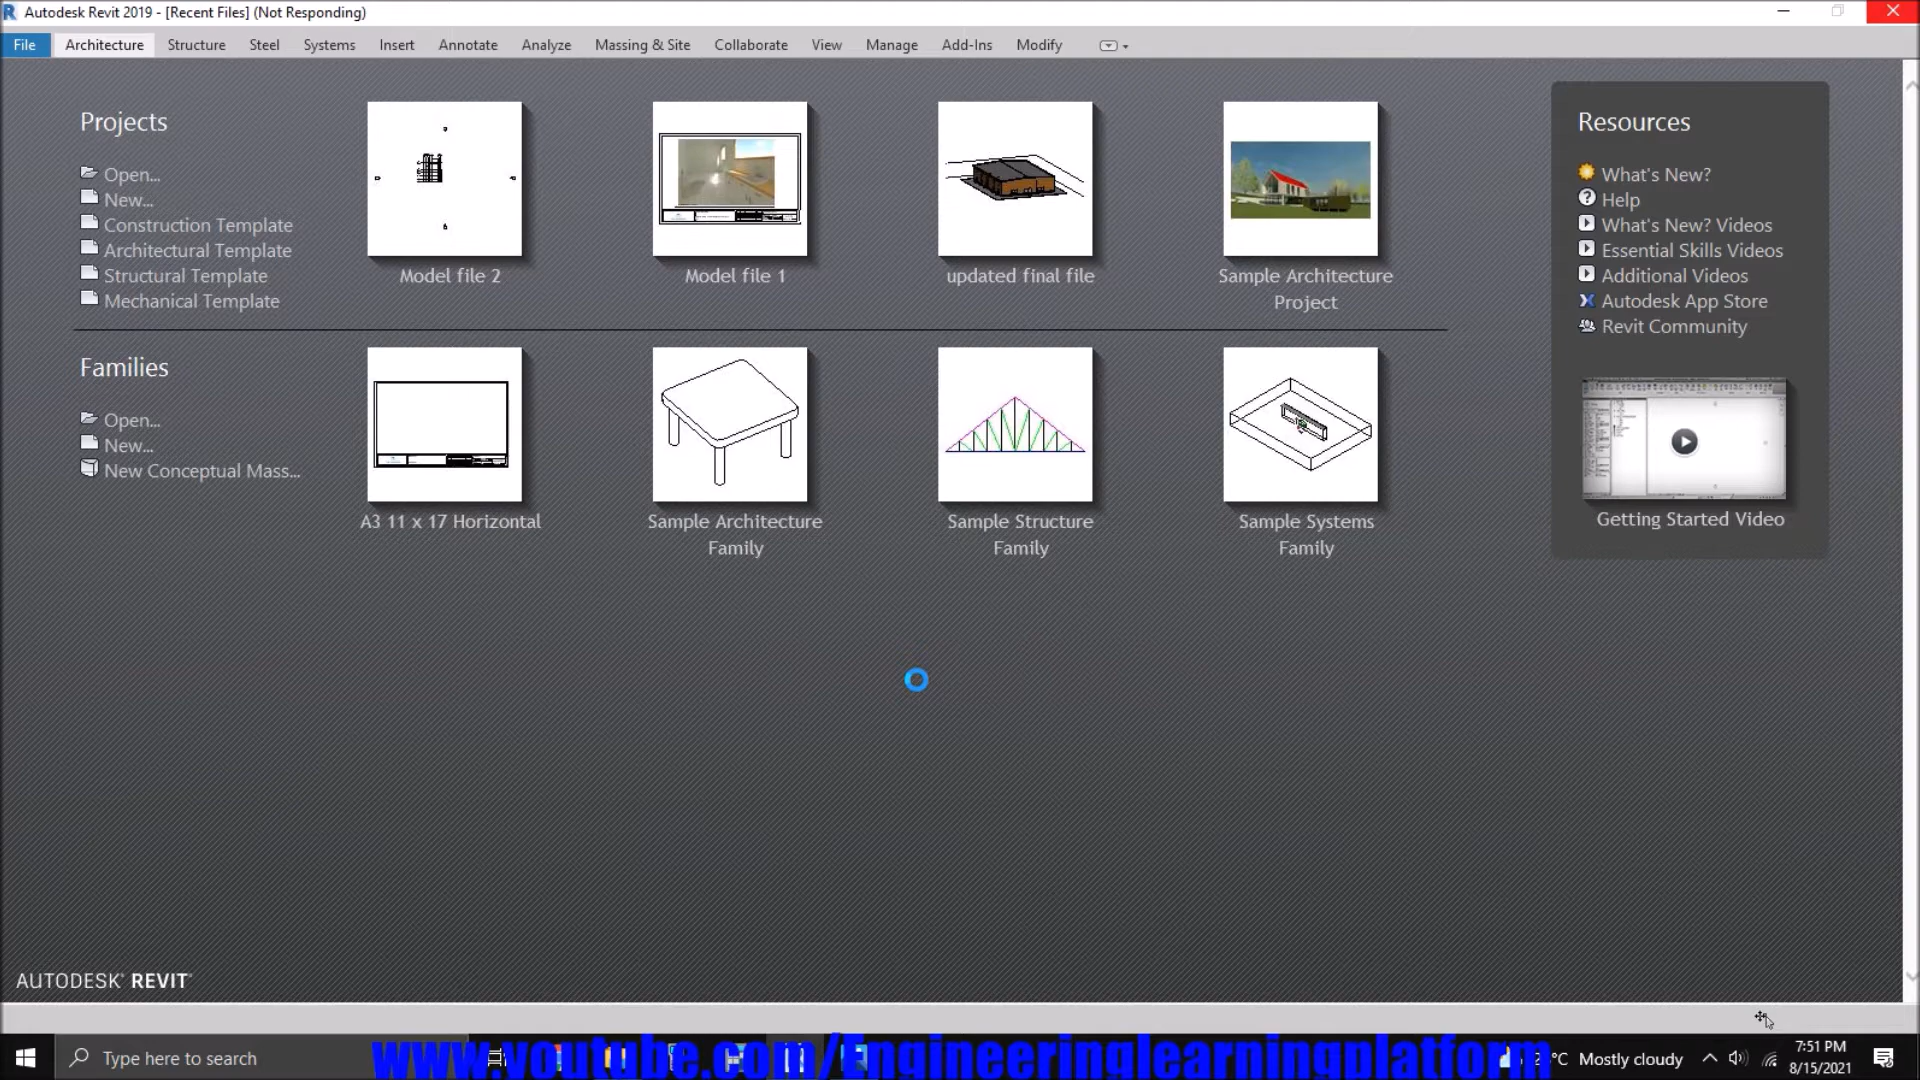 Autodesk Revit 2019 - [Recent Files] (Not Responding)
File Architecture Structure Steel Systems Insert Annotate Analyze Massing & Site Collaborate View Manage Add-Ins Modify
Projects
Open...
New...
Construction Template
Architectural Template
Structural Template
Mechanical Template
Model file 2
Model file 1
updated final file
Sample Architecture
Project
Families
Open...
New...
New Conceptual Mass...
A3 11 x 17 Horizontal
Sample Architecture
Family
Sample Structure
Family
Sample Systems
Family
Resources
What's New?
Help
What's New? Videos
Essential Skills Videos
Additional Videos
Autodesk App Store
Revit Community
Getting Started Video
AUTODESK® REVIT®
Type here to search
www.youtube.com/Engineeringlearningplatform
Mostly cloudy
7:51 PM
8/15/2021